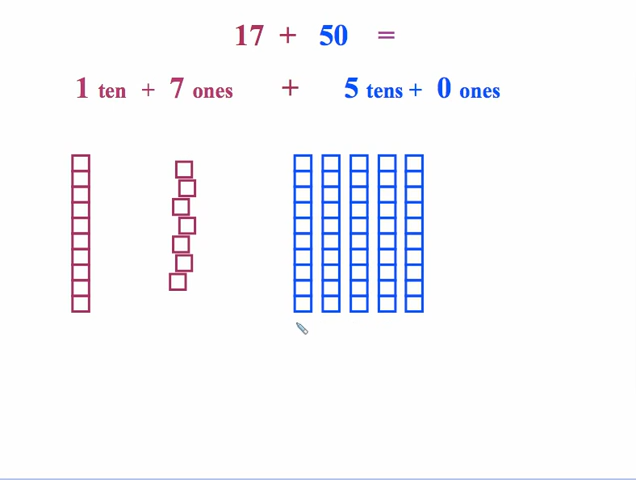 17 + 50 =
1 ten + 7 ones + 5 tens + 0 ones